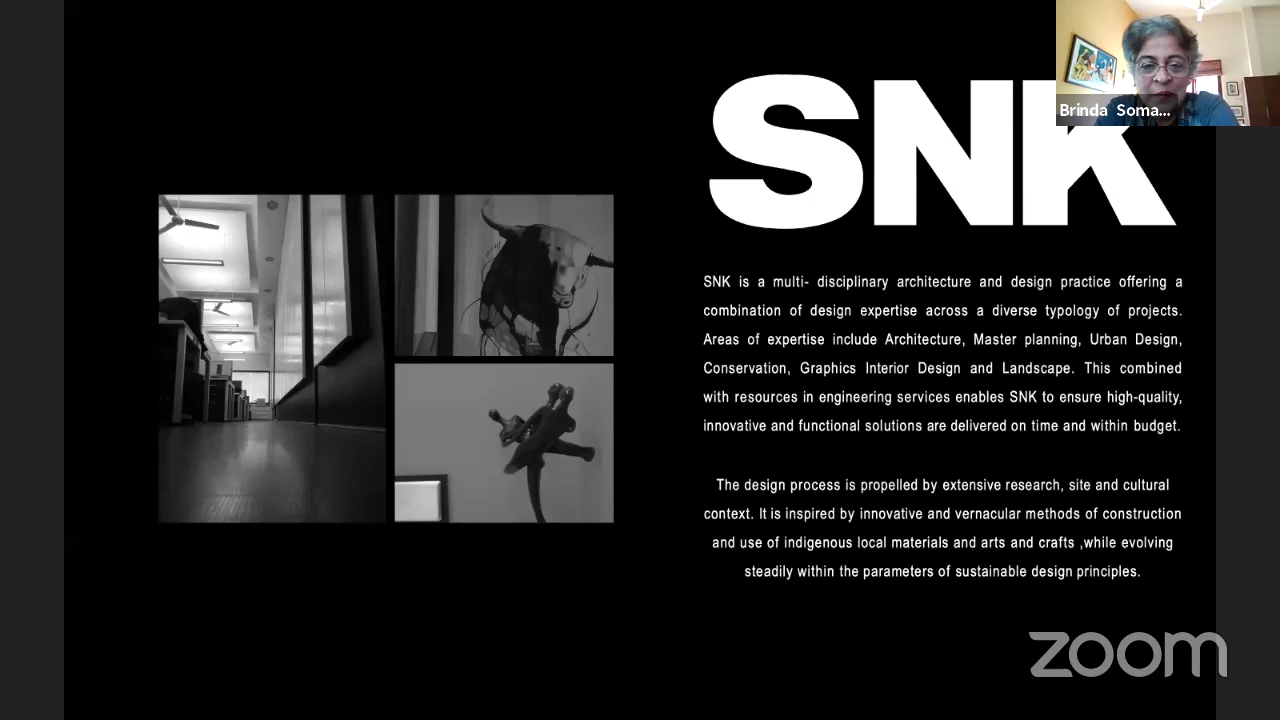 SNK
Brinda Soma...
SNK is a multi- disciplinary architecture and design practice offering a
combination of design expertise across a diverse typology of projects.
Areas of expertise include Architecture, Master planning, Urban Design,
Conservation, Graphics Interior Design and Landscape. This combined
with resources in engineering services enables SNK to ensure high-quality,
innovative and functional solutions are delivered on time and within budget.
The design process is propelled by extensive research, site and cultural
context. It is inspired by innovative and vernacular methods of construction
and use of indigenous local materials and arts and crafts ,while evolving
steadily within the parameters of sustainable design principles.
zoom